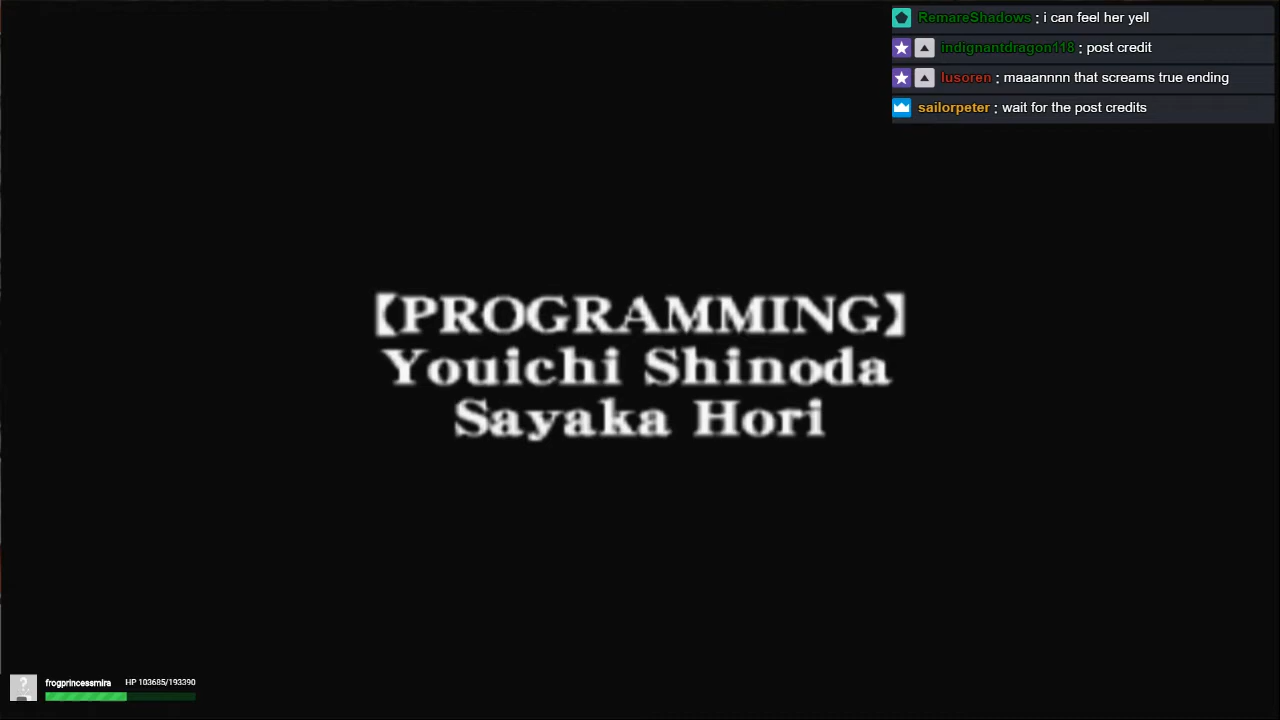 RemareShadows : i can feel her yell
indignantdragon118 : post credit
lusoren : maaannnn that screams true ending
sailorpeter : wait for the post credits
【PROGRAMMING】
Youichi Shinoda
Sayaka Hori
frogprincessmira HP 103685/193390